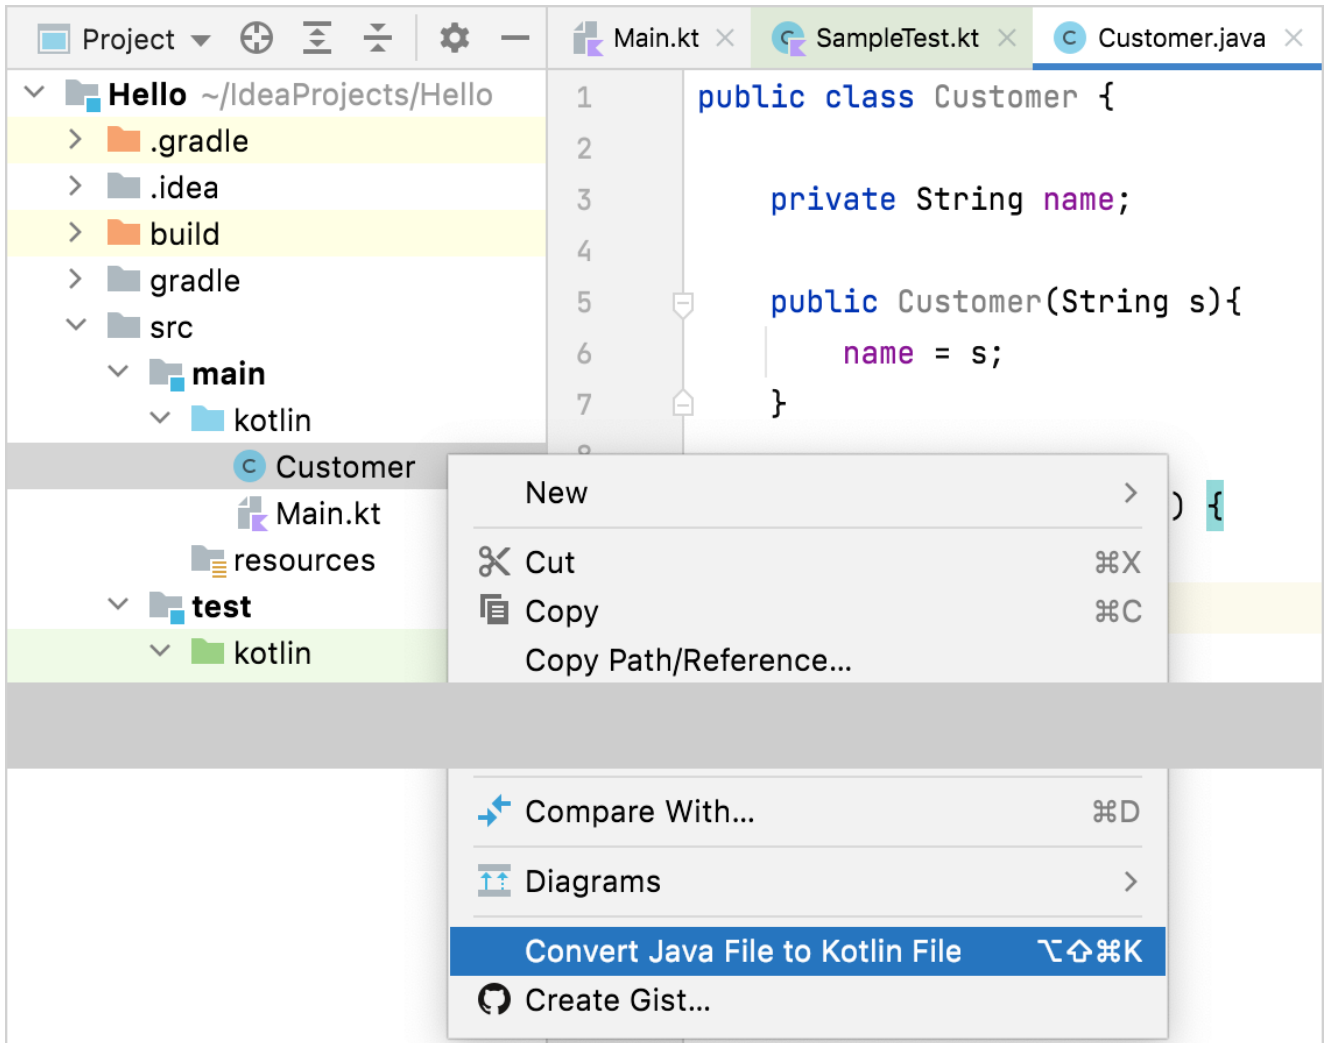 Project
Main.kt
SampleTest.kt
Customer.java
Hello ~/IdeaProjects/Hello
.gradle
.idea
build
gradle
src
main
kotlin
Customer
Main.kt
resources
test
kotlin
1 public class Customer {
2
3 private String name;
4
5 public Customer(String s){
6 name = s;
7 }
) {
New
Cut ⌘X
Copy ⌘C
Copy Path/Reference...
Compare With... ⌘D
Diagrams
Convert Java File to Kotlin File ⌥⇧⌘K
Create Gist...